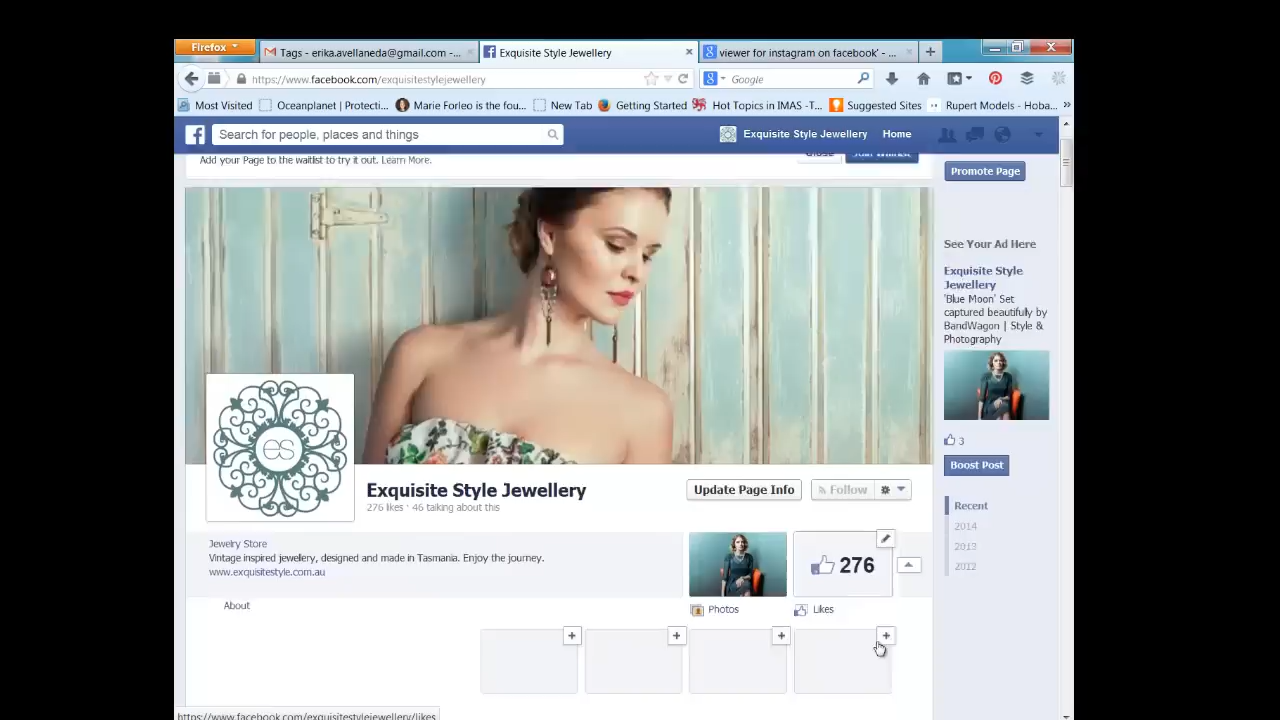 Firefox
Tags - erika.avellaneda@gmail.com -...
Exquisite Style Jewellery
viewer for instagram on facebook' - ...
https://www.facebook.com/exquisitestylejewellery
Google
Most Visited
Oceanplanet | Protecti...
Marie Forleo is the fou...
New Tab
Getting Started
Hot Topics in IMAS -T...
Suggested Sites
Rupert Models - Hoba...
Search for people, places and things
Exquisite Style Jewellery
Home
Add your Page to the waitlist to try it out. Learn More.
Promote Page
See Your Ad Here
Exquisite Style
Jewellery
'Blue Moon' Set
captured beautifully by
BandWagon | Style &
Photography
3
Boost Post
Recent
2014
2013
2012
es
Exquisite Style Jewellery
276 likes · 46 talking about this
Update Page Info
Follow
Jewelry Store
Vintage inspired jewellery, designed and made in Tasmania. Enjoy the journey.
www.exquisitestyle.com.au
About
276
Photos
Likes
https://www.facebook.com/exquisitestylejewellery/likes